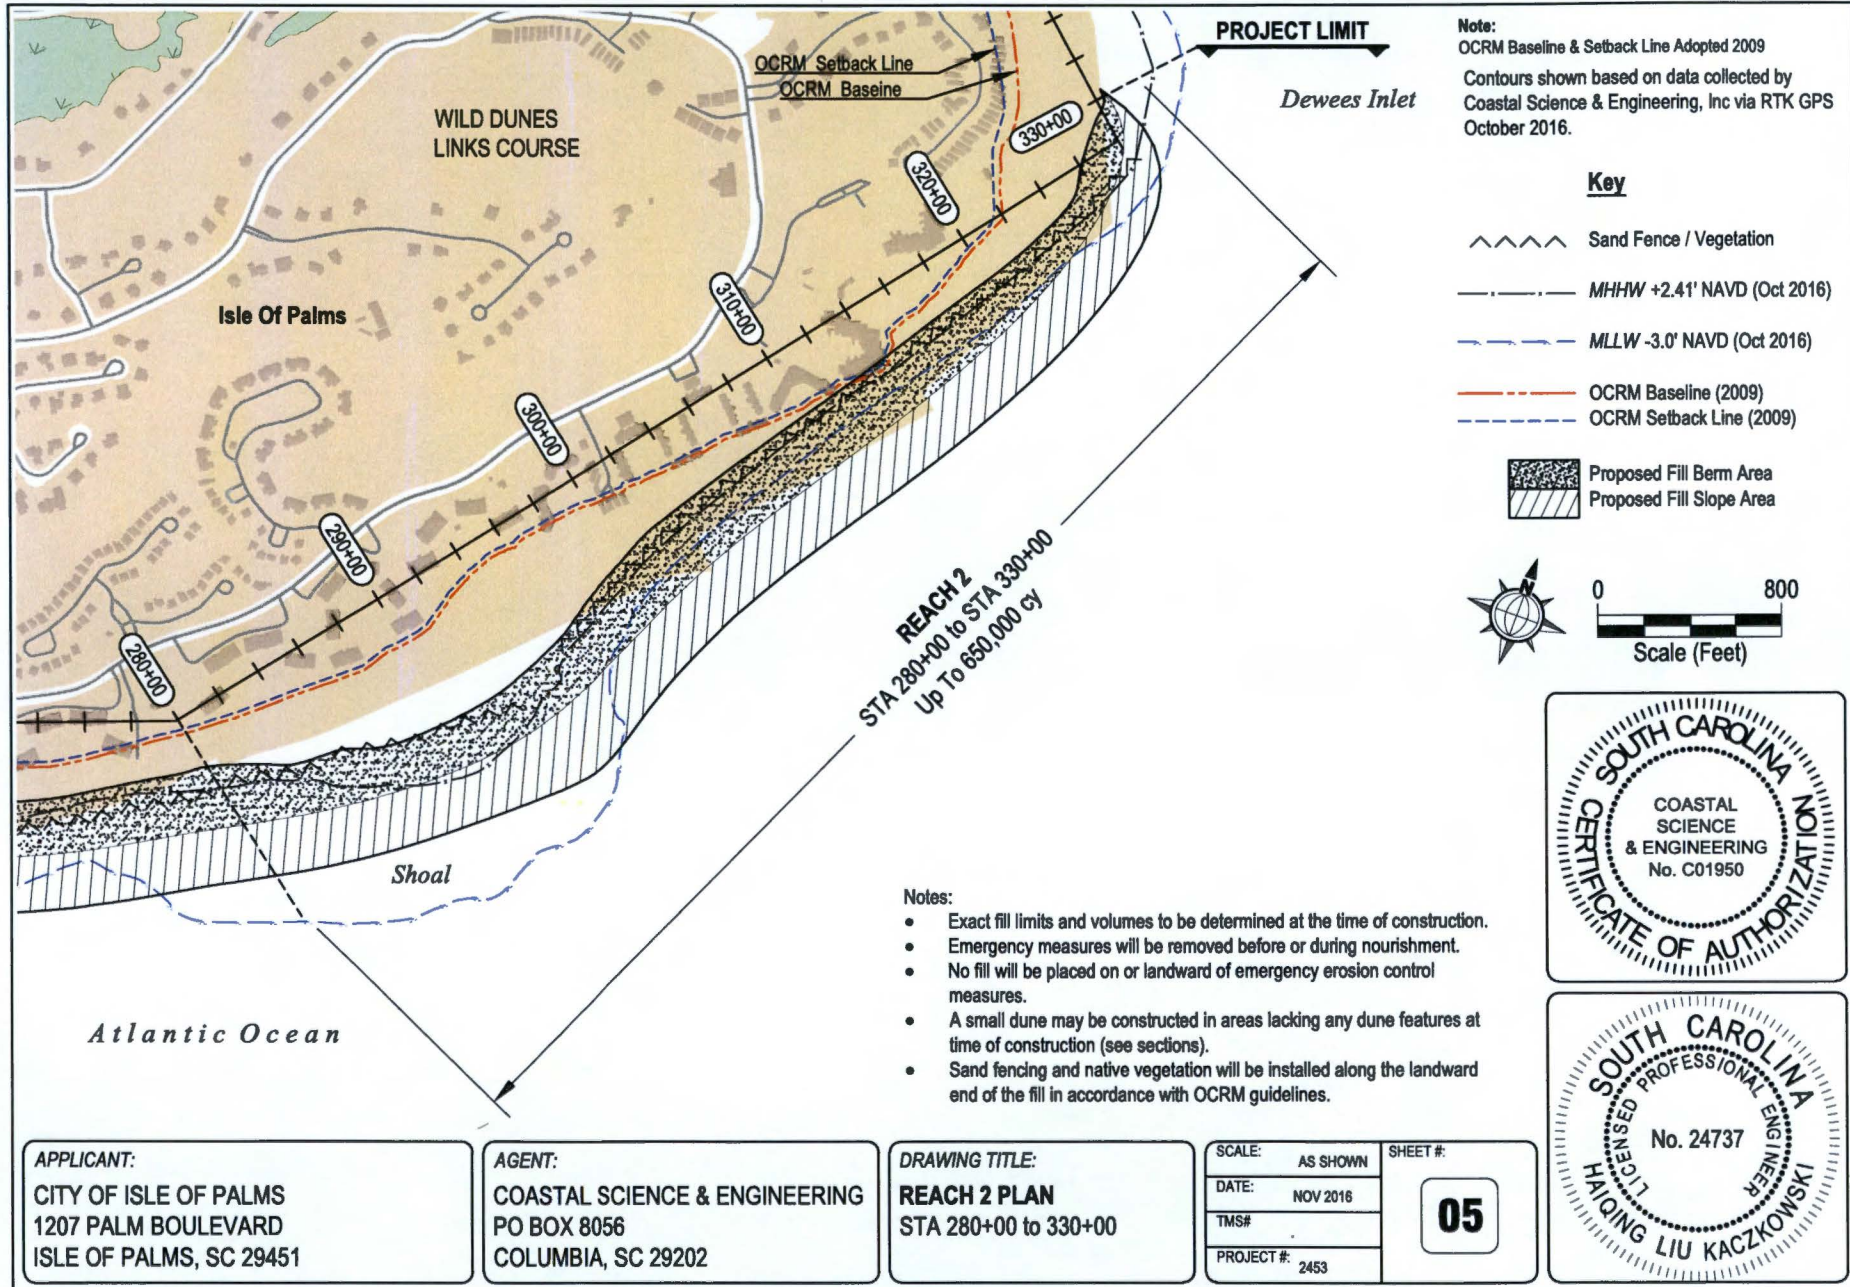 PROJECT LIMIT
Note:
OCRM Baseline & Setback Line Adopted 2009
Contours shown based on data collected by
Coastal Science & Engineering, Inc via RTK GPS
October 2016.
OCRM Setback Line
OCRM Baseine
Dewees Inlet
WILD DUNES
LINKS COURSE
Isle Of Palms
330+00
320+00
310+00
300+00
290+00
280+00
Key
Sand Fence / Vegetation
MHHW +2.41' NAVD (Oct 2016)
MLLW -3.0' NAVD (Oct 2016)
OCRM Baseline (2009)
OCRM Setback Line (2009)
Proposed Fill Berm Area
Proposed Fill Slope Area
N
0 800
Scale (Feet)
REACH 2
STA 280+00 to STA 330+00
Up To 650,000 cy
Shoal
Atlantic Ocean
Notes:
• Exact fill limits and volumes to be determined at the time of construction.
• Emergency measures will be removed before or during nourishment.
• No fill will be placed on or landward of emergency erosion control
measures.
• A small dune may be constructed in areas lacking any dune features at
time of construction (see sections).
• Sand fencing and native vegetation will be installed along the landward
end of the fill in accordance with OCRM guidelines.
SOUTH CAROLINA
COASTAL
SCIENCE
& ENGINEERING
No. C01950
CERTIFICATE OF AUTHORIZATION
SOUTH CAROLINA
LICENSED PROFESSIONAL ENGINEER
No. 24737
HAIQING LIU KACZKOWSKI
APPLICANT:
CITY OF ISLE OF PALMS
1207 PALM BOULEVARD
ISLE OF PALMS, SC 29451
AGENT:
COASTAL SCIENCE & ENGINEERING
PO BOX 8056
COLUMBIA, SC 29202
DRAWING TITLE:
REACH 2 PLAN
STA 280+00 to 330+00
SCALE: AS SHOWN
DATE: NOV 2016
TMS#
PROJECT #: 2453
SHEET #:
05